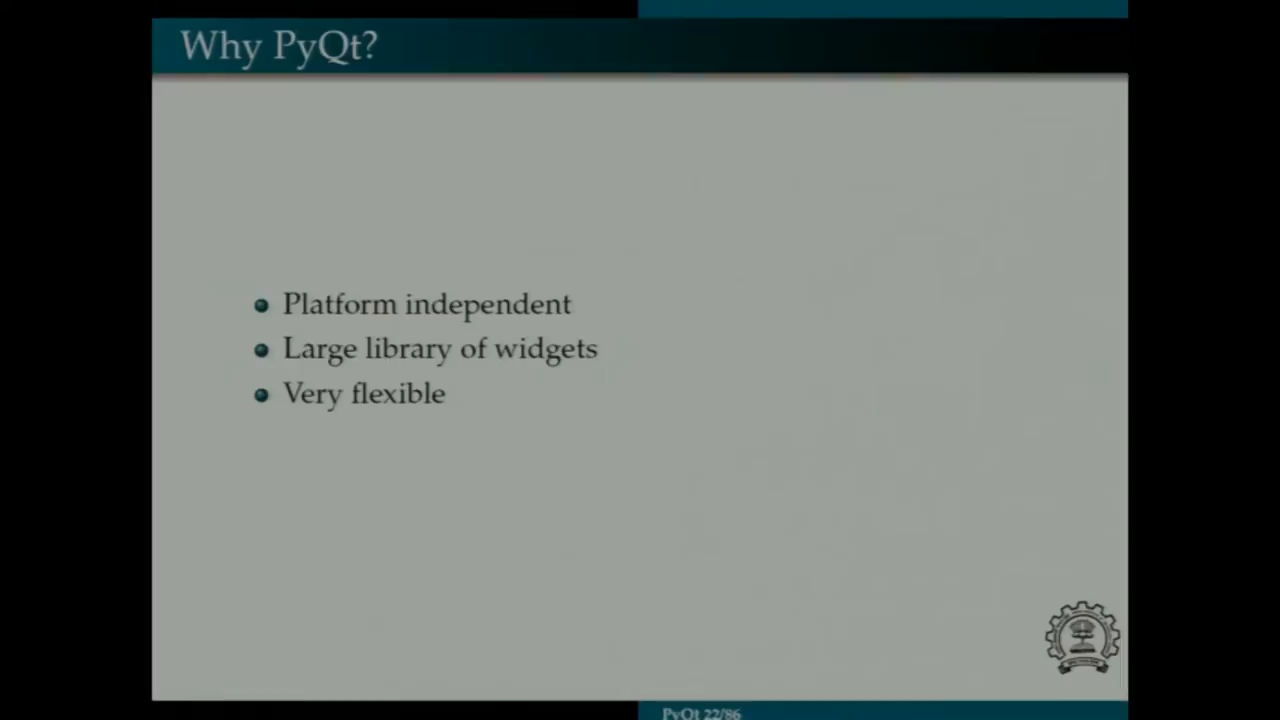 Why PyQt?
Platform independent
Large library of widgets
Very flexible
PyQt 22/86